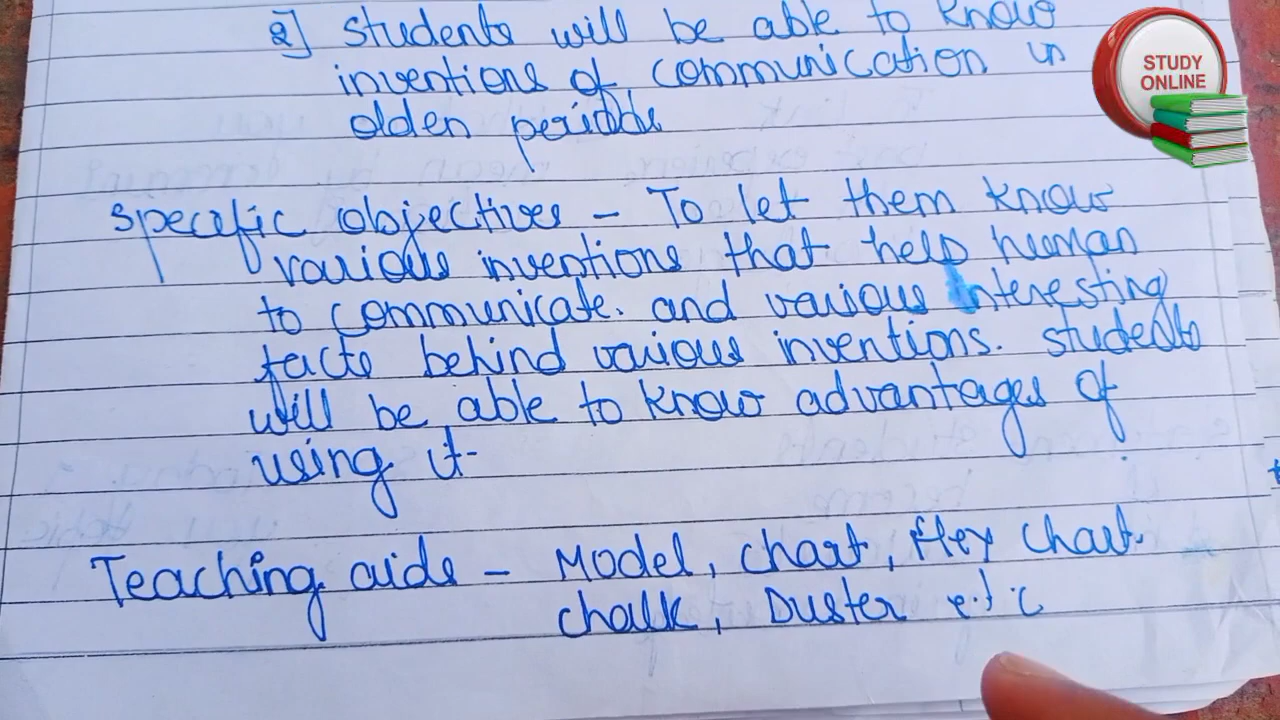 2] Students will be able to know
inventions of communication in
olden periods
Specific objectives - To let them know
various inventions that help human
to communicate. and various interesting
facts behind various inventions. students
will be able to know advantages of
using it-
Teaching aids - Model, chart, flex chart.
chalk, Duster e.t.c
STUDY
ONLINE